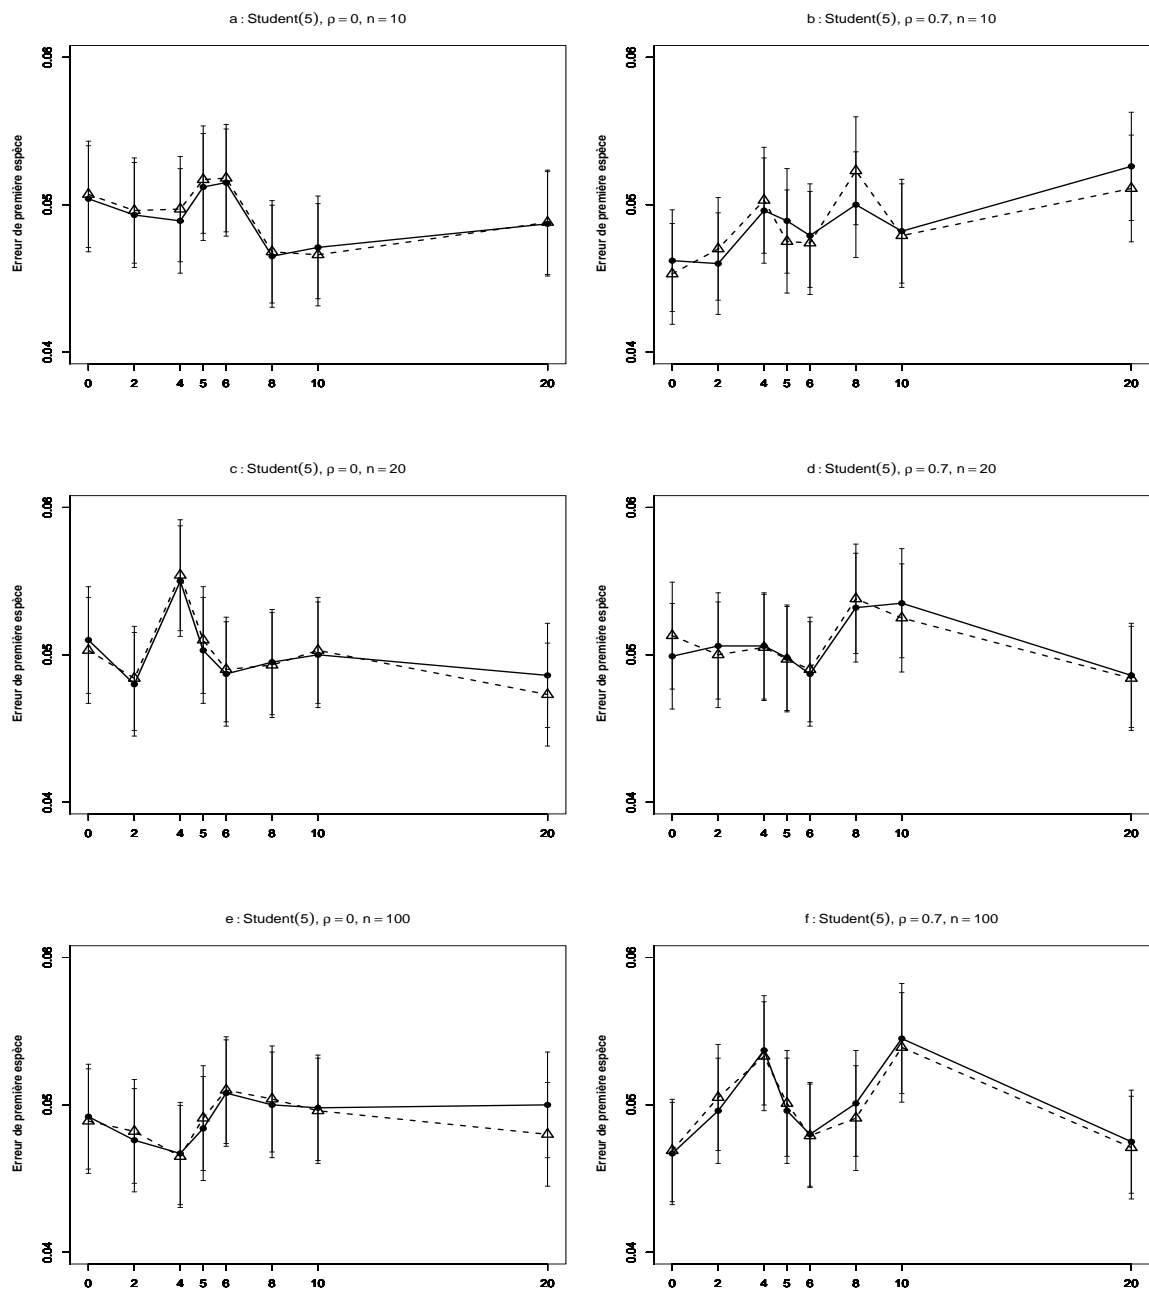 a : Student(5), ρ = 0, n = 10
Erreur de première espèce
0.06
0.05
0.04
0 2 4 5 6 8 10 20
b : Student(5), ρ = 0.7, n = 10
Erreur de première espèce
0.06
0.05
0.04
0 2 4 5 6 8 10 20
c : Student(5), ρ = 0, n = 20
Erreur de première espèce
0.06
0.05
0.04
0 2 4 5 6 8 10 20
d : Student(5), ρ = 0.7, n = 20
Erreur de première espèce
0.06
0.05
0.04
0 2 4 5 6 8 10 20
e : Student(5), ρ = 0, n = 100
Erreur de première espèce
0.06
0.05
0.04
0 2 4 5 6 8 10 20
f : Student(5), ρ = 0.7, n = 100
Erreur de première espèce
0.06
0.05
0.04
0 2 4 5 6 8 10 20